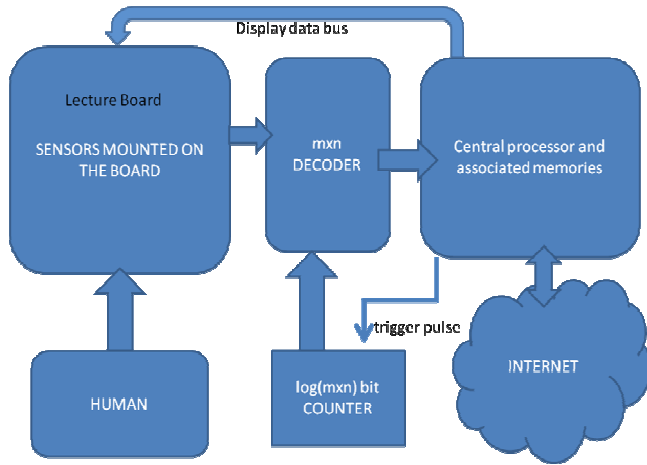 Display data bus
Lecture Board
SENSORS MOUNTED ON
THE BOARD
mxn
DECODER
Central processor and
associated memories
trigger pulse
HUMAN
log(mxn) bit
COUNTER
INTERNET